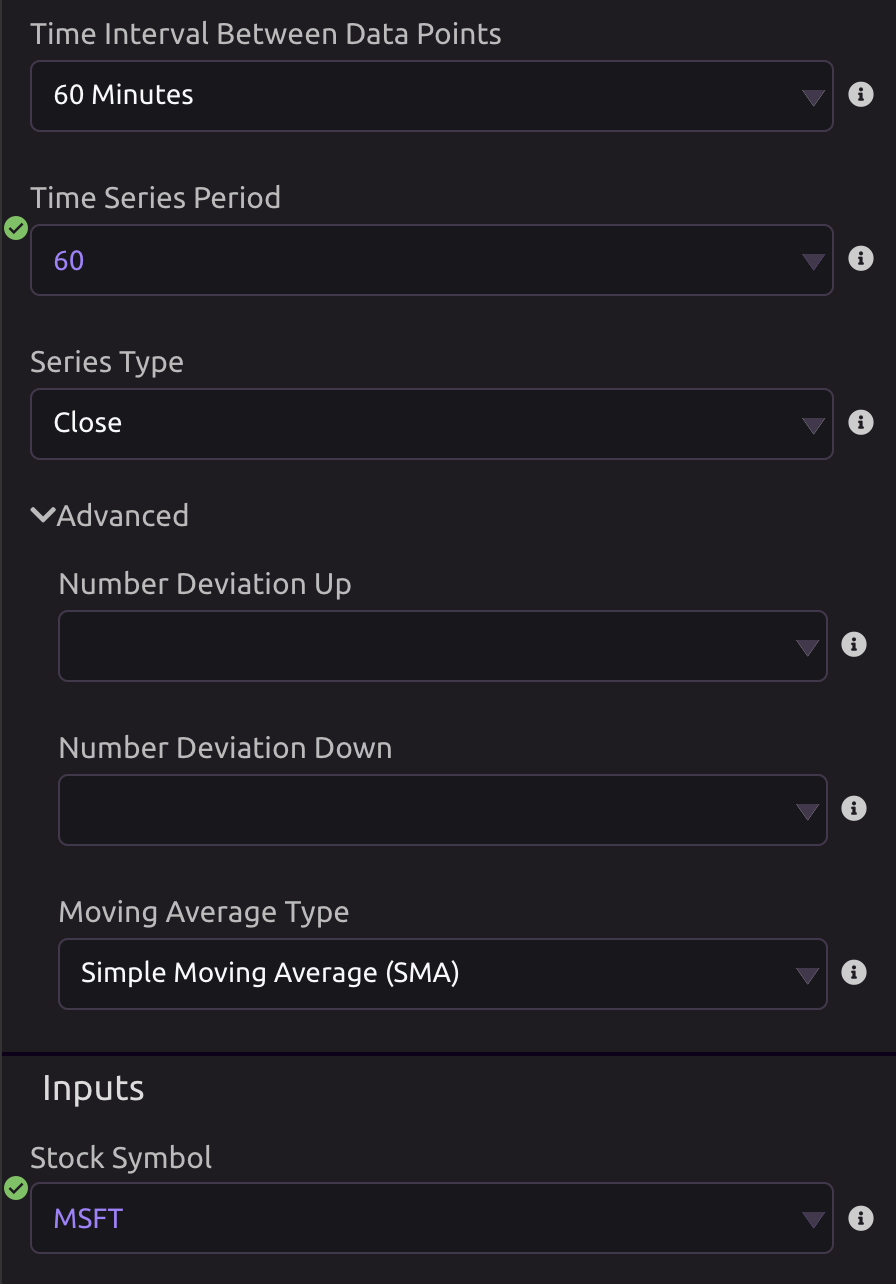 Time Interval Between Data Points
60 Minutes
Time Series Period
60
Series Type
Close
Advanced
Number Deviation Up
Number Deviation Down
Moving Average Type
Simple Moving Average (SMA)
Inputs
Stock Symbol
MSFT